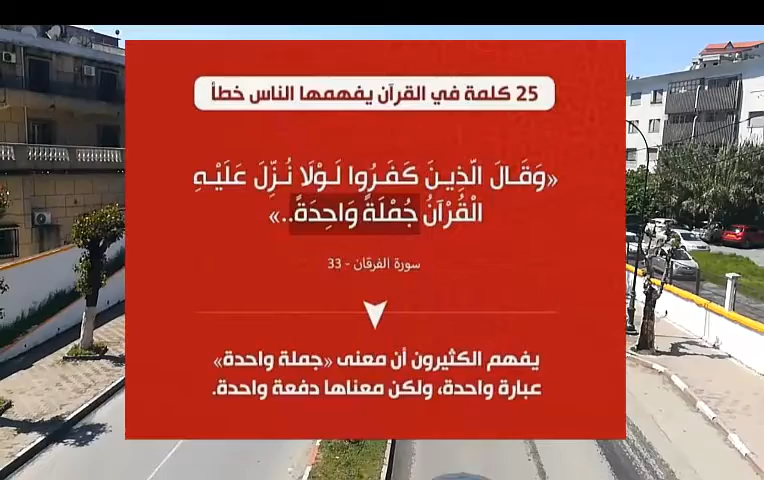 25 كلمة في القرآن يفهمها الناس خطأ
«وَقَالَ الَّذِينَ كَفَرُوا لَوْلَا نُزِّلَ عَلَيْهِ
الْقُرْآنُ جُمْلَةً وَاحِدَةً..»
سورة الفرقان - 33
يفهم الكثيرون أن معنى «جملة واحدة»
عبارة واحدة، ولكن معناها دفعة واحدة.